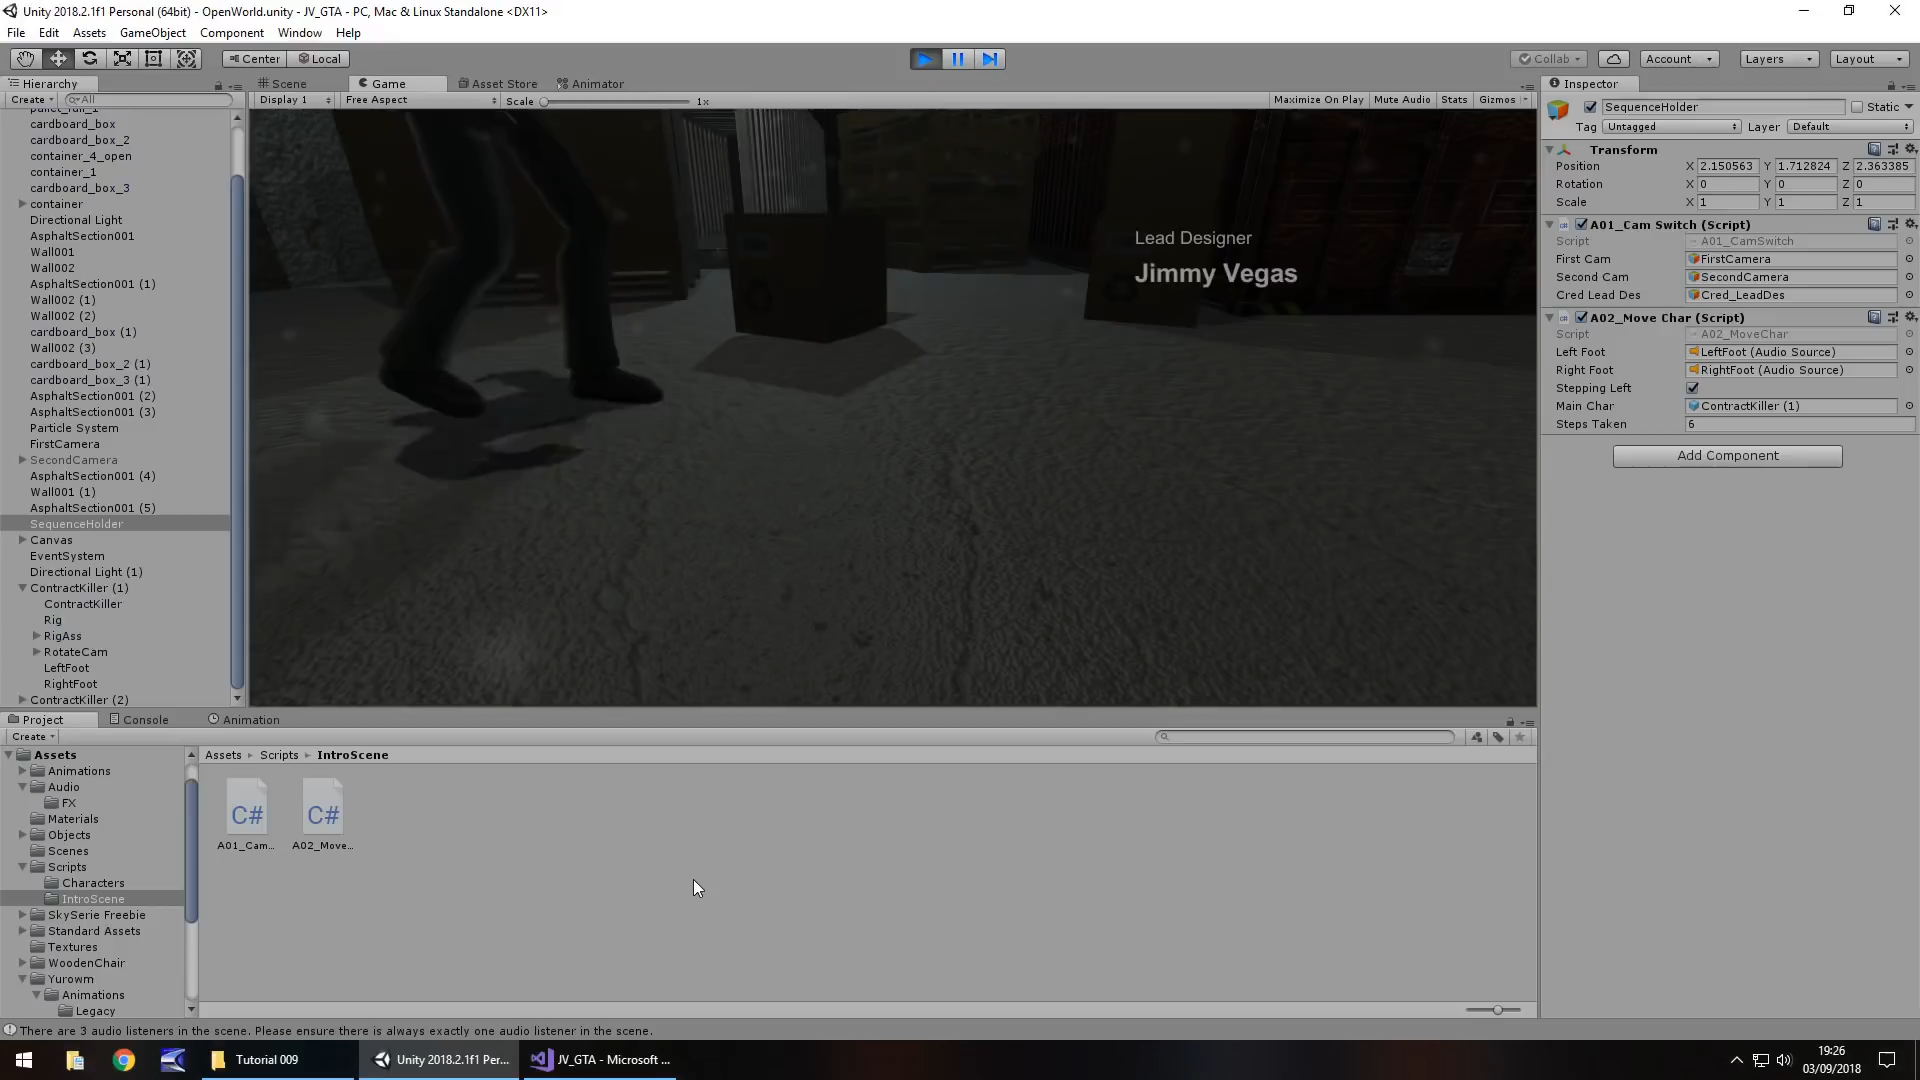 Unity 2018.2.1f1 Personal (64bit) - OpenWorld.unity - JV_GTA - PC, Mac & Linux Standalone <DX11>
File Edit Assets GameObject Component Window Help
Center Local Collab Account Layers Layout
Hierarchy Scene Game Asset Store Animator Inspector
Create All Display 1 Free Aspect Scale 1x Maximize On Play Mute Audio Stats Gizmos
cardboard_box
cardboard_box_2
container_4_open
container_1
cardboard_box_3
container
Directional Light
AsphaltSection001
Wall001
Wall002
AsphaltSection001 (1)
Wall002 (1)
Wall002 (2)
cardboard_box (1)
Wall002 (3)
cardboard_box_2 (1)
cardboard_box_3 (1)
AsphaltSection001 (2)
AsphaltSection001 (3)
Particle System
FirstCamera
SecondCamera
AsphaltSection001 (4)
Wall001 (1)
AsphaltSection001 (5)
SequenceHolder
Canvas
EventSystem
Directional Light (1)
ContractKiller (1)
ContractKiller
Rig
RigAss
RotateCam
LeftFoot
RightFoot
ContractKiller (2)
Lead Designer
Jimmy Vegas
SequenceHolder Static
Tag Untagged Layer Default
Transform
Position X 2.150563 Y 1.712824 Z 2.363385
Rotation X 0 Y 0 Z 0
Scale X 1 Y 1 Z 1
A01_Cam Switch (Script)
Script A01_CamSwitch
First Cam FirstCamera
Second Cam SecondCamera
Cred Lead Des Cred_LeadDes
A02_Move Char (Script)
Script A02_MoveChar
Left Foot LeftFoot (Audio Source)
Right Foot RightFoot (Audio Source)
Stepping Left
Main Char ContractKiller (1)
Steps Taken 6
Add Component
Project Console Animation
Create
Assets
Animations
Audio
FX
Materials
Objects
Scenes
Scripts
Characters
IntroScene
SkySerie Freebie
Standard Assets
Textures
WoodenChair
Yurowm
Animations
Legacy
Assets Scripts IntroScene
C# C#
A01_Cam... A02_Move...
There are 3 audio listeners in the scene. Please ensure there is always exactly one audio listener in the scene.
Tutorial 009 Unity 2018.2.1f1 Per... JV_GTA - Microsoft ...
19:26
03/09/2018